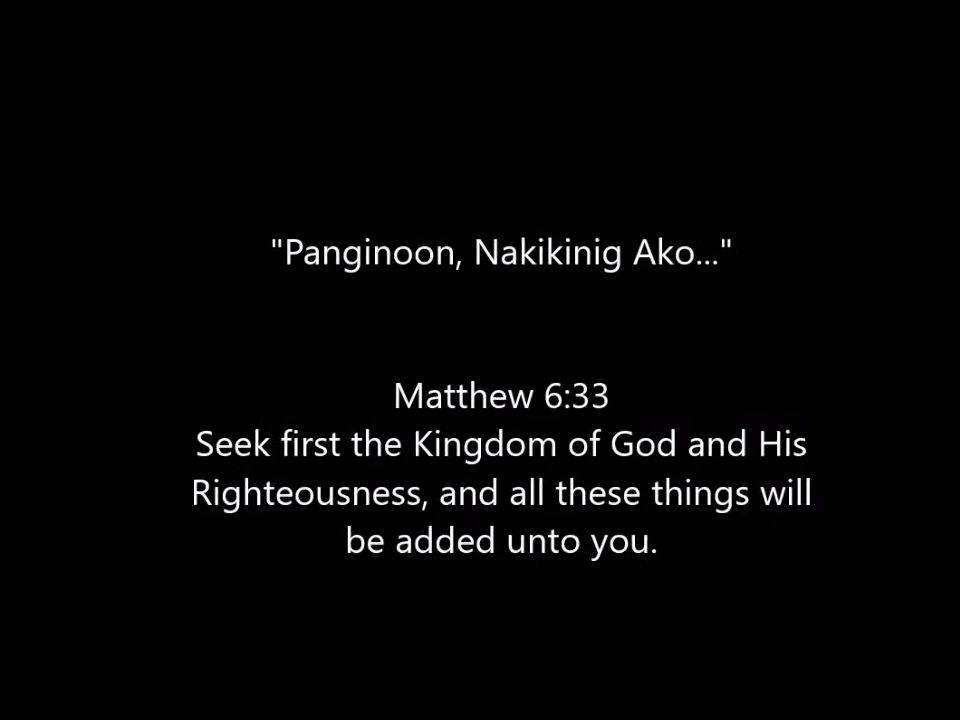 "Panginoon, Nakikinig Ako..."
Matthew 6:33
Seek first the Kingdom of God and His
Righteousness, and all these things will
be added unto you.